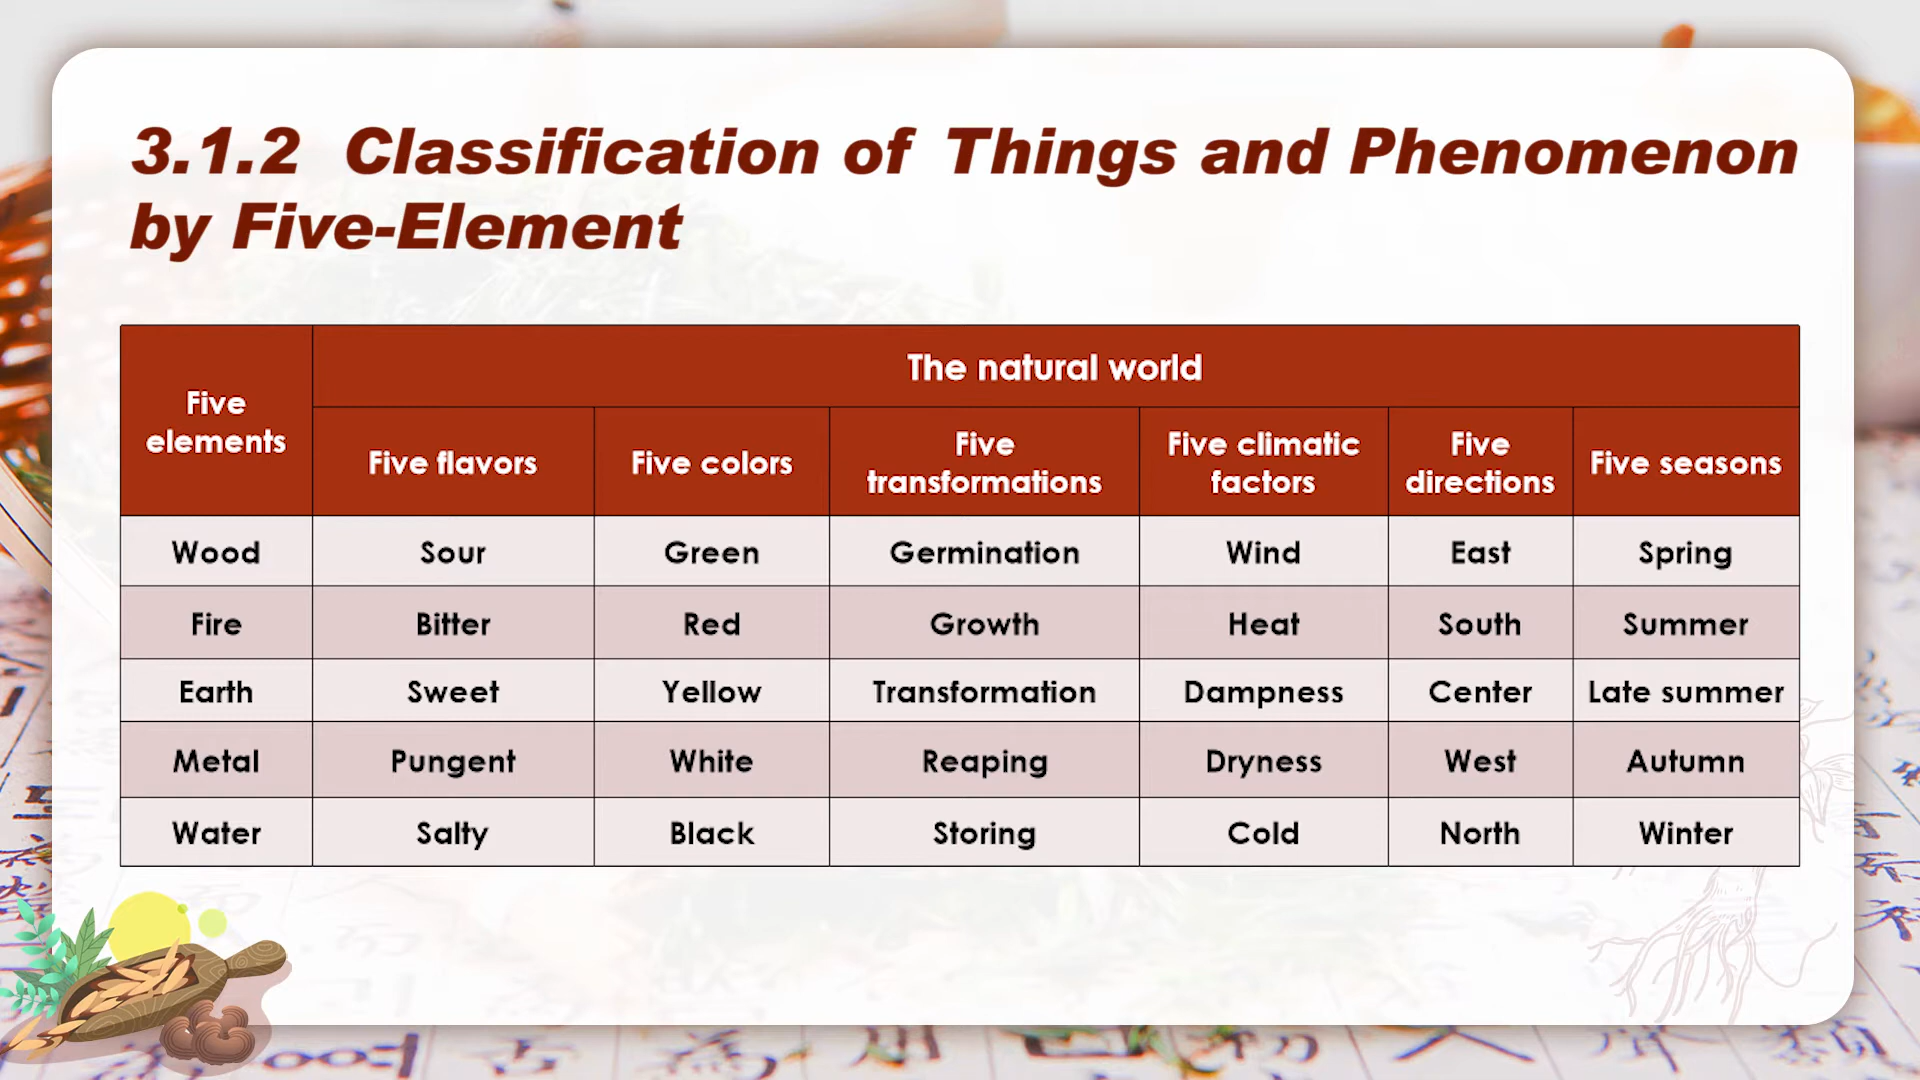 3.1.2 Classification of Things and Phenomenon
by Five-Element
Five
elements
The natural world
Five flavors
Five colors
Five
transformations
Five climatic
factors
Five
directions
Five seasons
Wood Sour Green Germination Wind East Spring
Fire Bitter Red Growth Heat South Summer
Earth Sweet Yellow Transformation Dampness Center Late summer
Metal Pungent White Reaping Dryness West Autumn
Water Salty Black Storing Cold North Winter